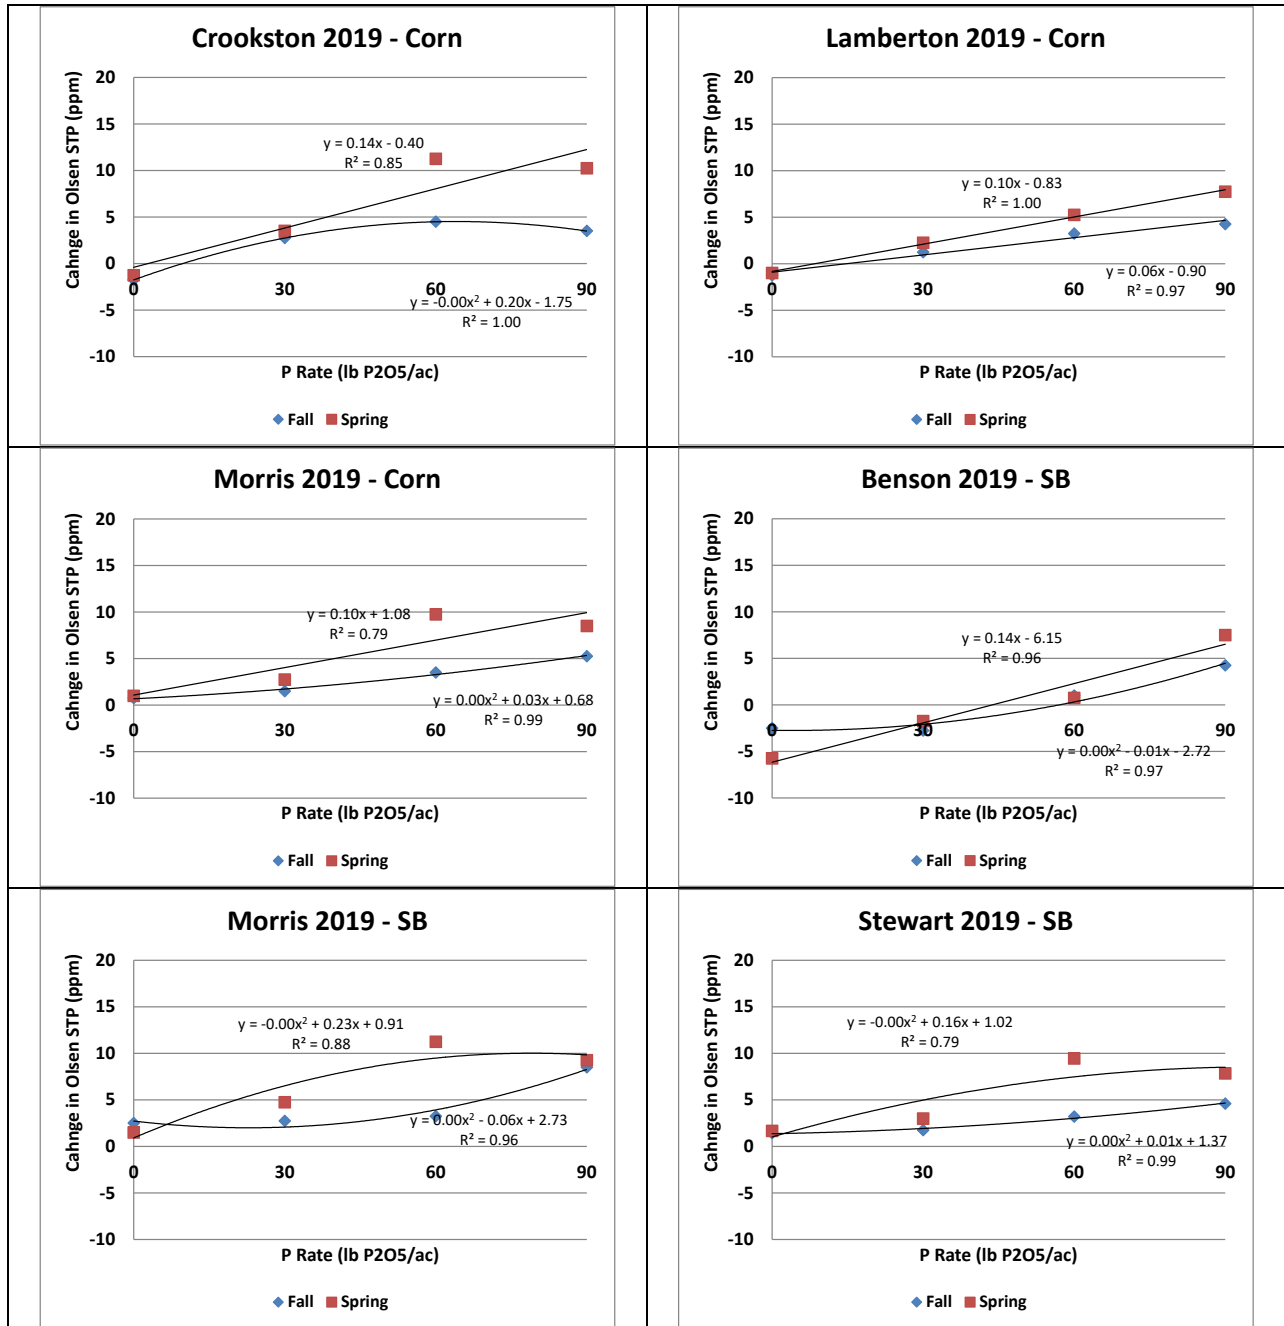 Crookston 2019 - Corn
Cahnge in Olsen STP (ppm)
20
15
10
5
0
-5
-10
y = 0.14x - 0.40
R² = 0.85
y = -0.00x² + 0.20x - 1.75
R² = 1.00
0 30 60 90
P Rate (lb P2O5/ac)
Fall Spring
Lamberton 2019 - Corn
Cahnge in Olsen STP (ppm)
20
15
10
5
0
-5
-10
y = 0.10x - 0.83
R² = 1.00
y = 0.06x - 0.90
R² = 0.97
0 30 60 90
P Rate (lb P2O5/ac)
Fall Spring
Morris 2019 - Corn
Cahnge in Olsen STP (ppm)
20
15
10
5
0
-5
-10
y = 0.10x + 1.08
R² = 0.79
y = 0.00x² + 0.03x + 0.68
R² = 0.99
0 30 60 90
P Rate (lb P2O5/ac)
Fall Spring
Benson 2019 - SB
Cahnge in Olsen STP (ppm)
20
15
10
5
0
-5
-10
y = 0.14x - 6.15
R² = 0.96
y = 0.00x² - 0.01x - 2.72
R² = 0.97
0 30 60 90
P Rate (lb P2O5/ac)
Fall Spring
Morris 2019 - SB
Cahnge in Olsen STP (ppm)
20
15
10
5
0
-5
-10
y = -0.00x² + 0.23x + 0.91
R² = 0.88
y = 0.00x² - 0.06x + 2.73
R² = 0.96
0 30 60 90
P Rate (lb P2O5/ac)
Fall Spring
Stewart 2019 - SB
Cahnge in Olsen STP (ppm)
20
15
10
5
0
-5
-10
y = -0.00x² + 0.16x + 1.02
R² = 0.79
y = 0.00x² + 0.01x + 1.37
R² = 0.99
0 30 60 90
P Rate (lb P2O5/ac)
Fall Spring